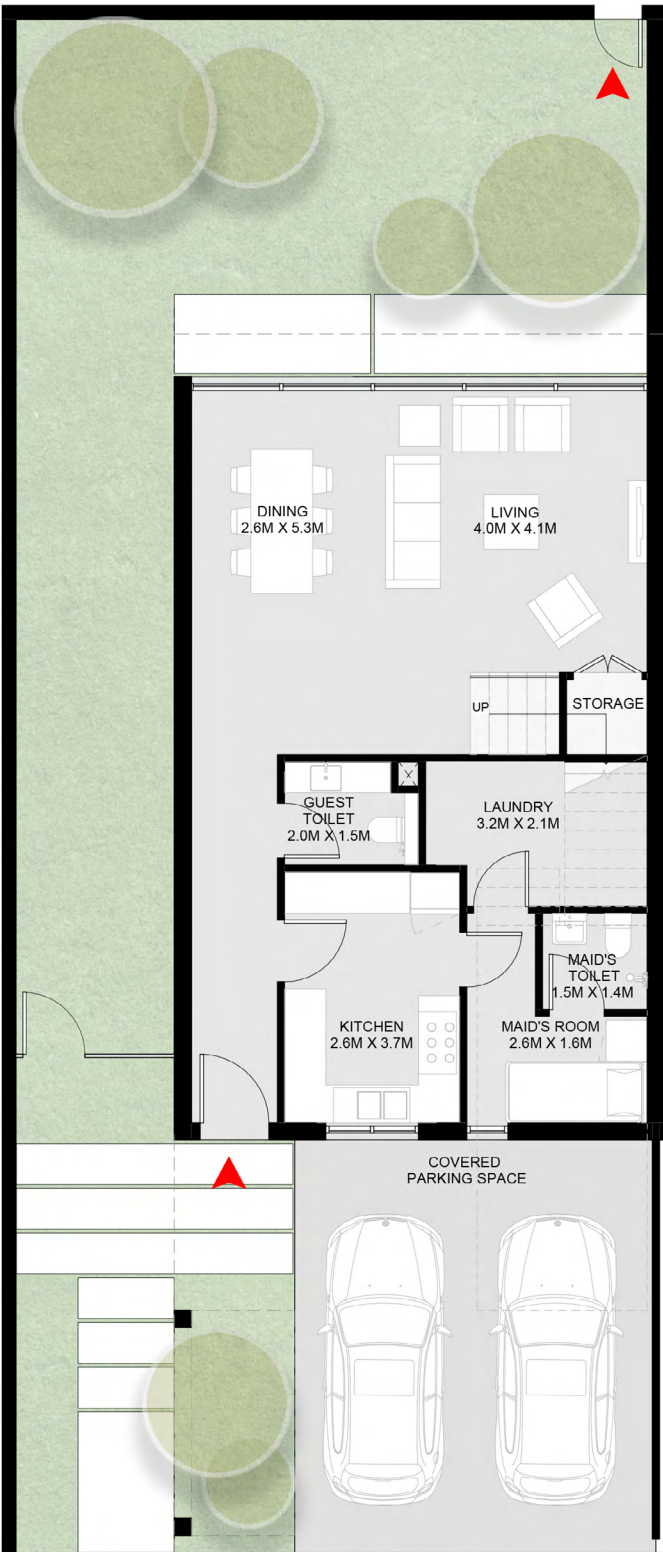 DINING
2.6M X 5.3M
LIVING
4.0M X 4.1M
UP
STORAGE
GUEST
TOILET
2.0M X 1.5M
LAUNDRY
3.2M X 2.1M
MAID'S
TOILET
1.5M X 1.4M
KITCHEN
2.6M X 3.7M
MAID'S ROOM
2.6M X 1.6M
COVERED
PARKING SPACE